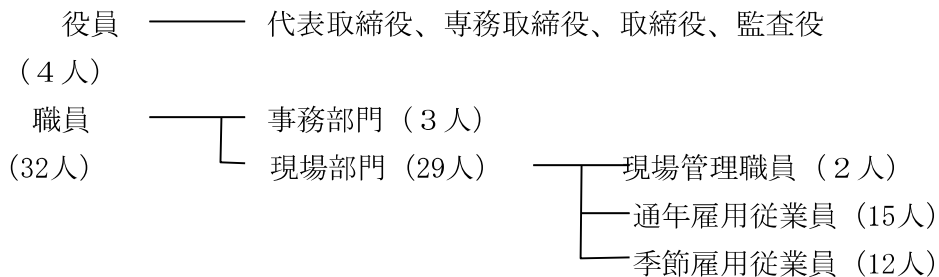 役員 代表取締役、専務取締役、取締役、監査役
（４人）
職員 事務部門（３人）
(32人) 現場部門 (29人) 現場管理職員（２人）
通年雇用従業員 (15人)
季節雇用従業員 (12人)